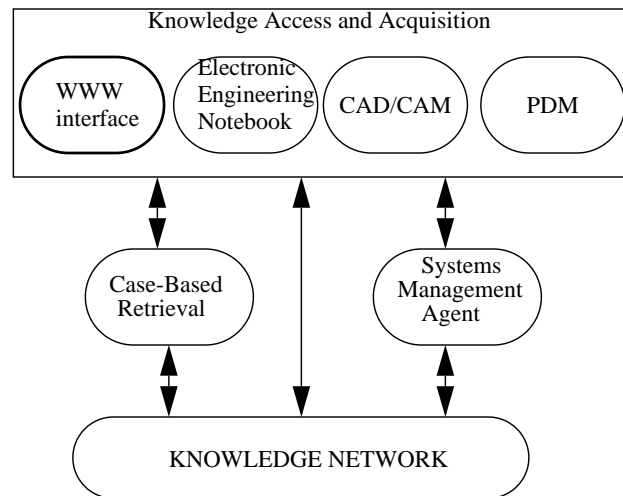 Knowledge Access and Acquisition
WWW
interface
Electronic
Engineering
Notebook
CAD/CAM
PDM
Case-Based
Retrieval
Systems
Management
Agent
KNOWLEDGE NETWORK